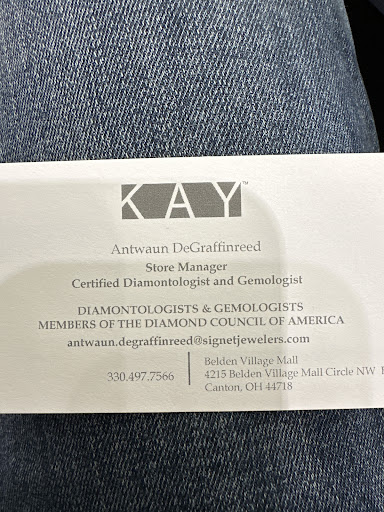 KAY™
Antwaun DeGraffinreed
Store Manager
Certified Diamontologist and Gemologist
DIAMONTOLOGISTS & GEMOLOGISTS
MEMBERS OF THE DIAMOND COUNCIL OF AMERICA
antwaun.degraffinreed@signetjewelers.com
330.497.7566
Belden Village Mall
4215 Belden Village Mall Circle NW
Canton, OH 44718